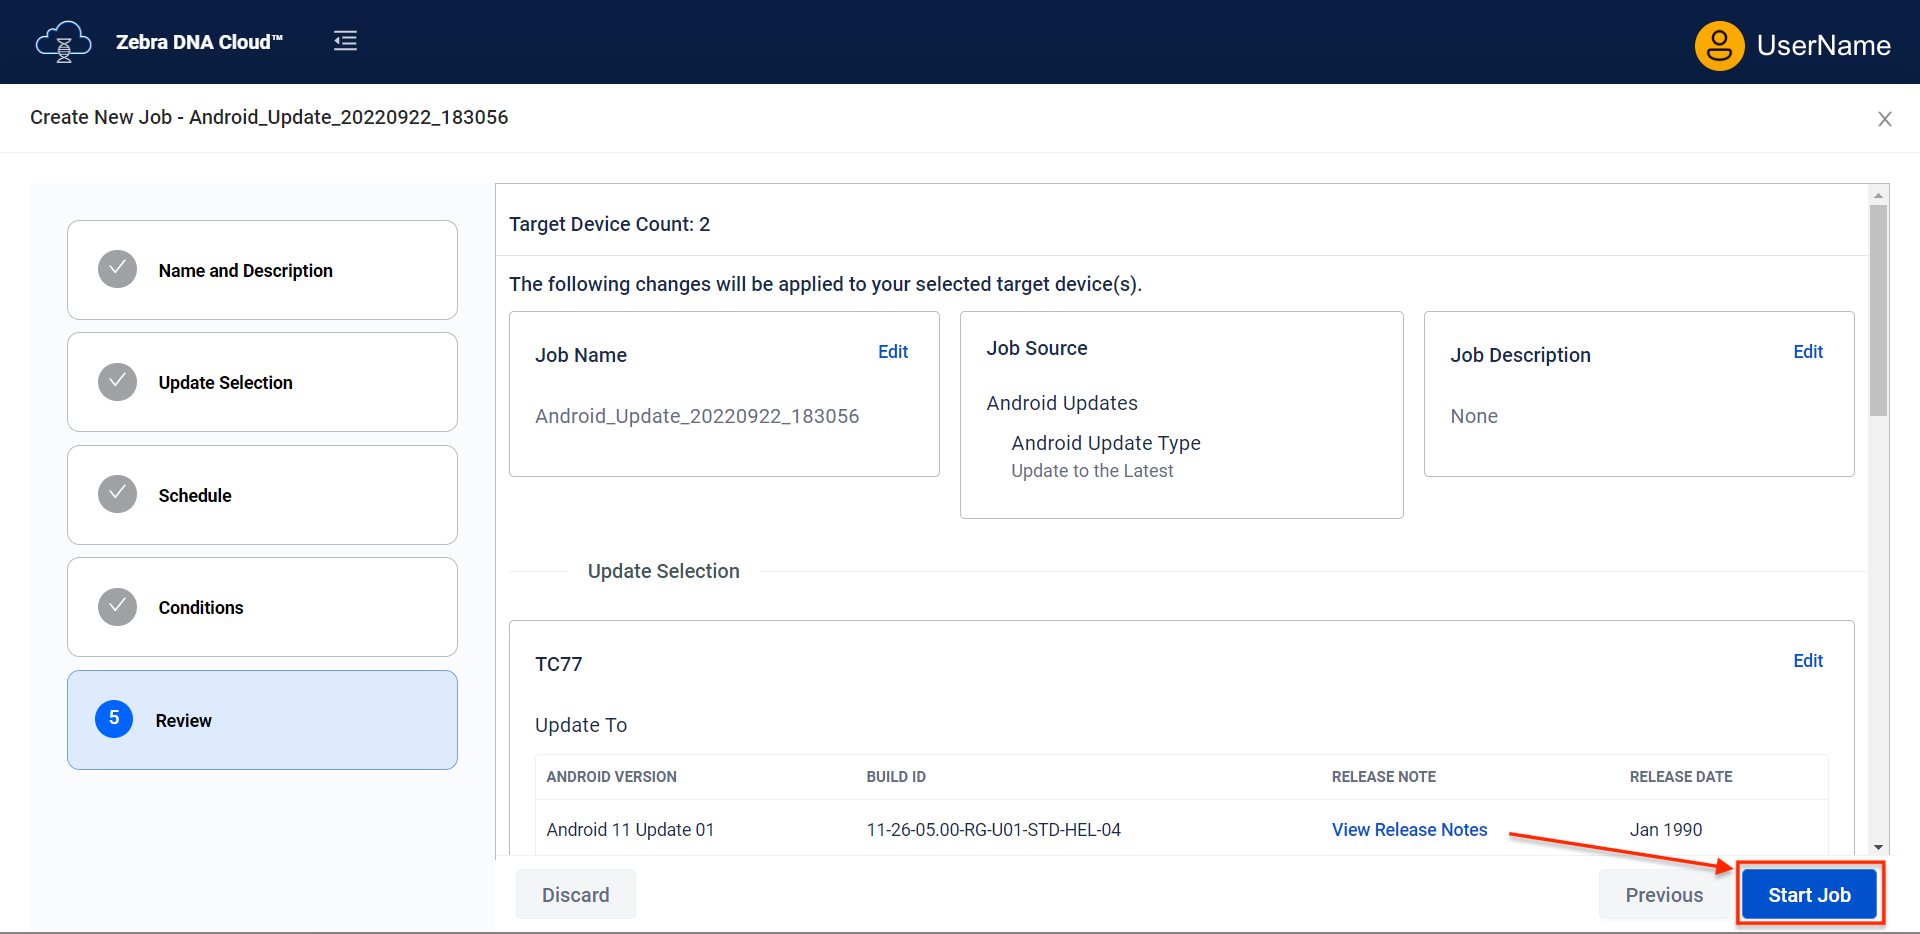 Zebra DNA Cloud™
UserName
Create New Job - Android_Update_20220922_183056
Name and Description
Update Selection
Schedule
Conditions
5 Review
Target Device Count: 2
The following changes will be applied to your selected target device(s).
Job Name Edit
Android_Update_20220922_183056
Job Source
Android Updates
Android Update Type
Update to the Latest
Job Description Edit
None
Update Selection
TC77 Edit
Update To
ANDROID VERSION BUILD ID RELEASE NOTE RELEASE DATE
Android 11 Update 01 11-26-05.00-RG-U01-STD-HEL-04 View Release Notes Jan 1990
Discard Previous Start Job